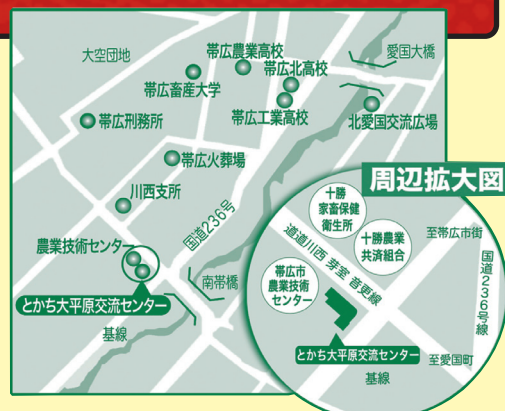 大空団地
帯広農業高校
愛国大橋
帯広北高校
帯広畜産大学
帯広工業高校
帯広刑務所
北愛国交流広場
帯広火葬場
川西支所
国道236号
農業技術センター
南帯橋
とかち大平原交流センター
基線
周辺拡大図
十勝
家畜保健
衛生所
十勝農業
共済組合
道道川西 芽室 音更線
至帯広市街
国道236号線
帯広市
農業技術
センター
とかち大平原交流センター
至愛国町
基線